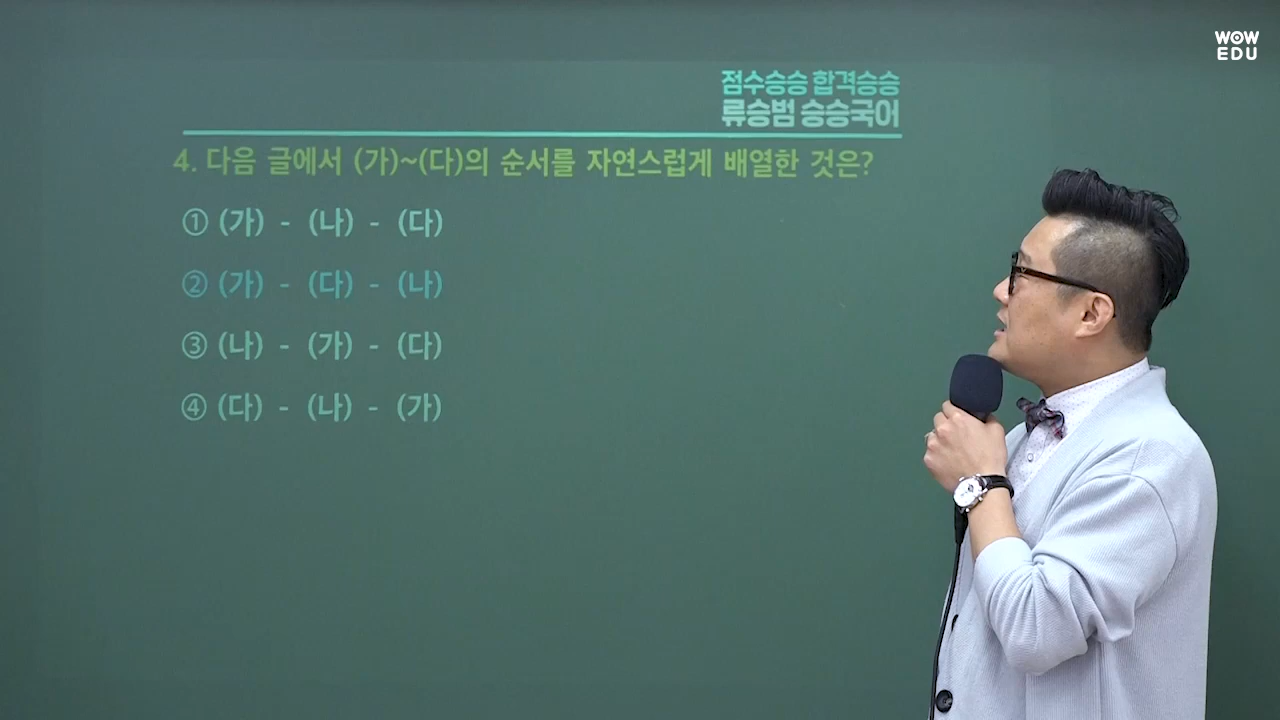 WOW
EDU
점수승승 합격승승
류승범 승승국어
4. 다음 글에서 (가)~(다)의 순서를 자연스럽게 배열한 것은?
① (가) - (나) - (다)
② (가) - (다) - (나)
③ (나) - (가) - (다)
④ (다) - (나) - (가)